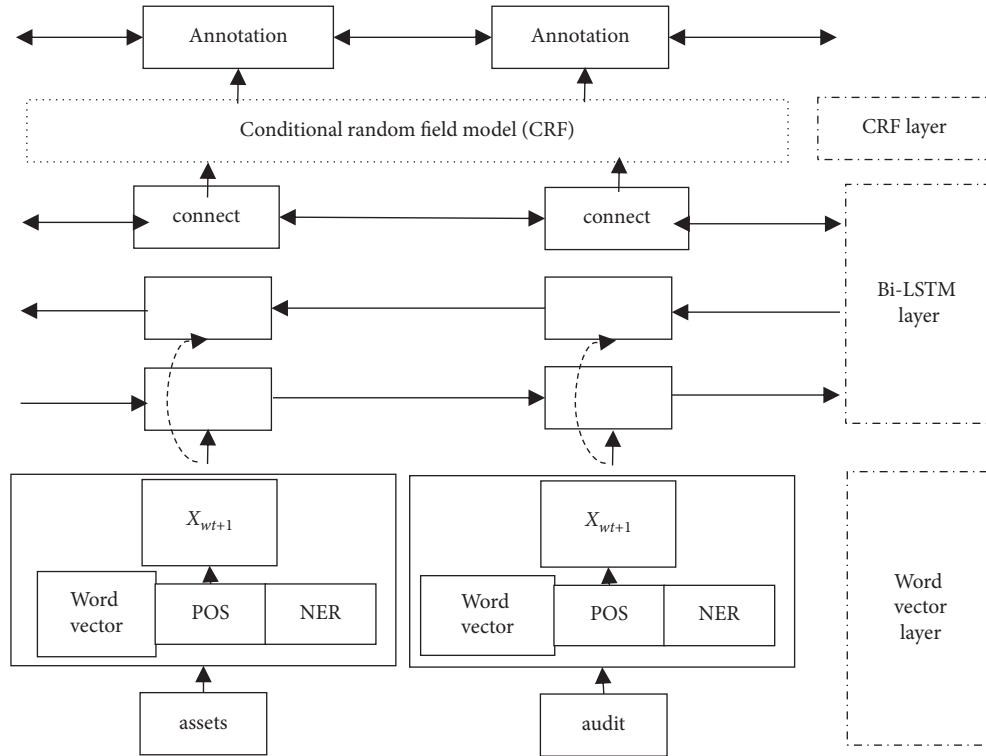 Annotation
Annotation
Conditional random field model (CRF)
CRF layer
connect
connect
Bi-LSTM
layer
X_{wt+1}
X_{wt+1}
Word
vector
POS
NER
Word
vector
POS
NER
Word
vector
layer
assets
audit